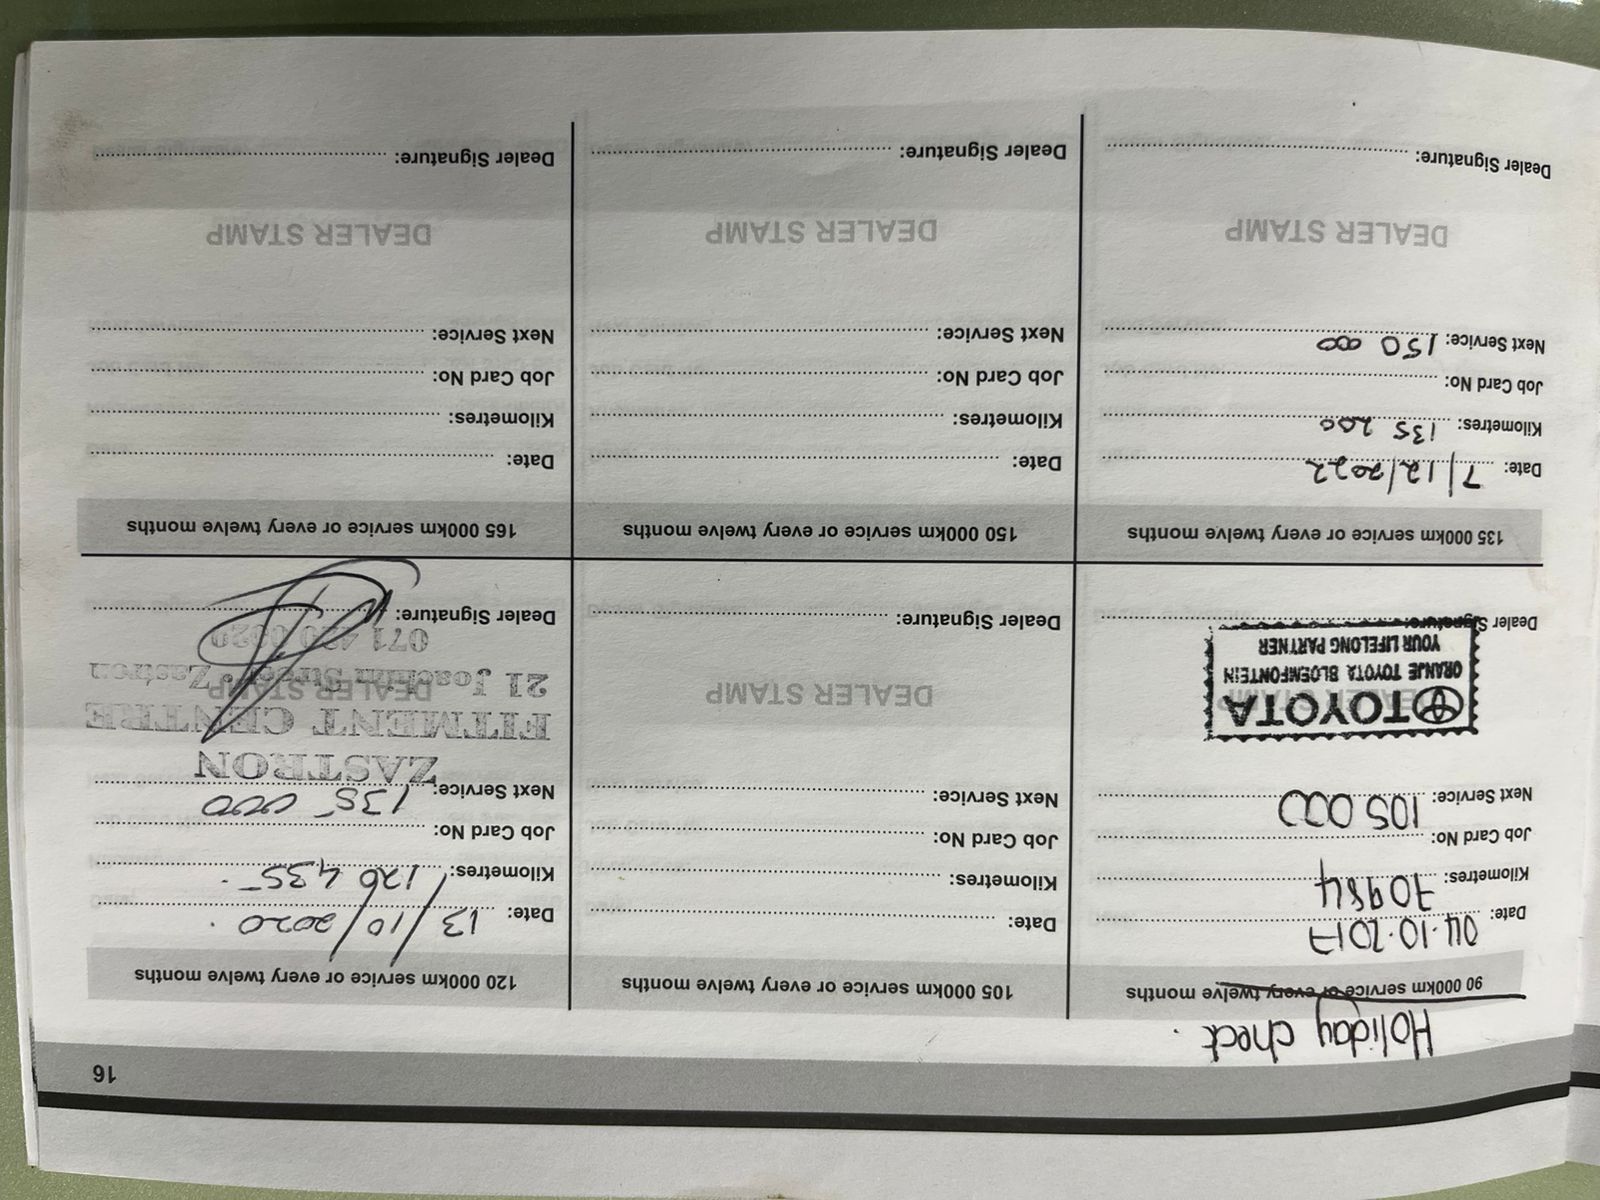 16
Holiday check.
90 000km service or every twelve months
Date: 04.10.2017
Kilometres: 70984
Job Card No:
Next Service: 105 000
DEALER STAMP
TOYOTA
ORANJE TOYOTA BLOEMFONTEIN
YOUR LIFELONG PARTNER
Dealer Signature:
105 000km service or every twelve months
Date:
Kilometres:
Job Card No:
Next Service:
DEALER STAMP
Dealer Signature:
120 000km service or every twelve months
Date: 13/10/2020.
Kilometres: 126 435.
Job Card No:
Next Service: 135 000
ZASTRON
FITMENT CENTRE
DEALER STAMP
21 Joachim Street, Zastron
071
Dealer Signature:
135 000km service or every twelve months
Date: 7/12/2022
Kilometres: 135 200
Job Card No:
Next Service: 150 000
DEALER STAMP
Dealer Signature:
150 000km service or every twelve months
Date:
Kilometres:
Job Card No:
Next Service:
DEALER STAMP
Dealer Signature:
165 000km service or every twelve months
Date:
Kilometres:
Job Card No:
Next Service:
DEALER STAMP
Dealer Signature: